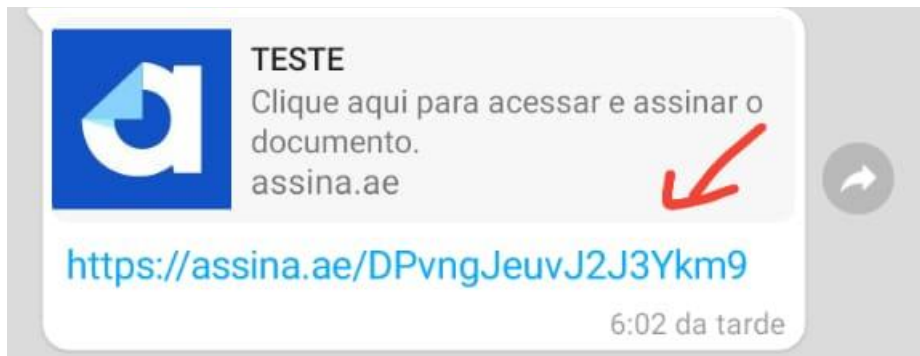 TESTE
Clique aqui para acessar e assinar o
documento.
assina.ae
https://assina.ae/DPvngJeuvJ2J3Ykm9
6:02 da tarde